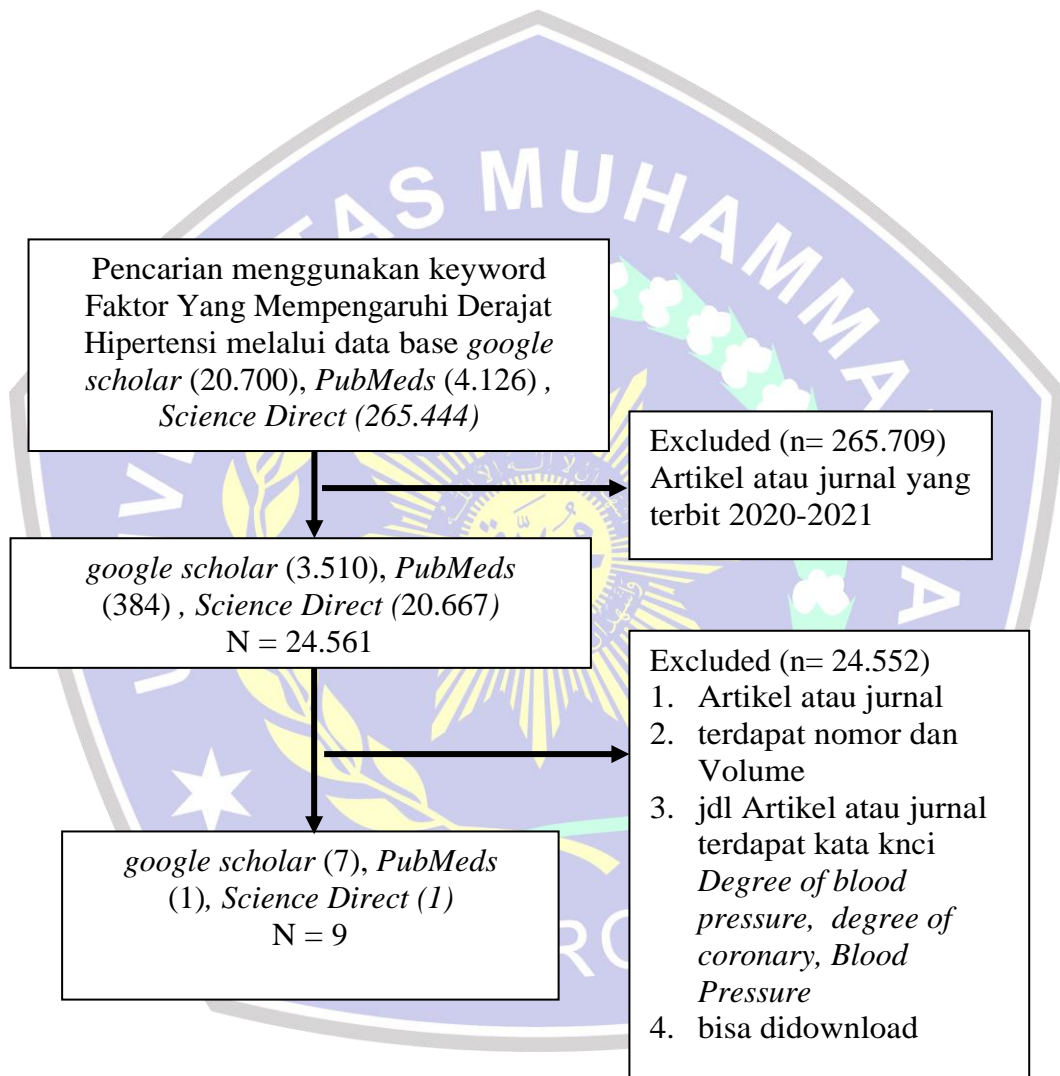 TAS MUHAMMA
Pencarian menggunakan keyword
Faktor Yang Mempengaruhi Derajat
Hipertensi melalui data base google
scholar (20.700), PubMeds (4.126) ,
Science Direct (265.444)
Excluded (n= 265.709)
Artikel atau jurnal yang
terbit 2020-2021
google scholar (3.510), PubMeds
(384) , Science Direct (20.667)
N = 24.561
Excluded (n= 24.552)
1. Artikel atau jurnal
2. terdapat nomor dan
Volume
3. jdl Artikel atau jurnal
terdapat kata knci
Degree of blood
pressure, degree of
coronary, Blood
Pressure
4. bisa didownload
google scholar (7), PubMeds
(1), Science Direct (1)
N = 9